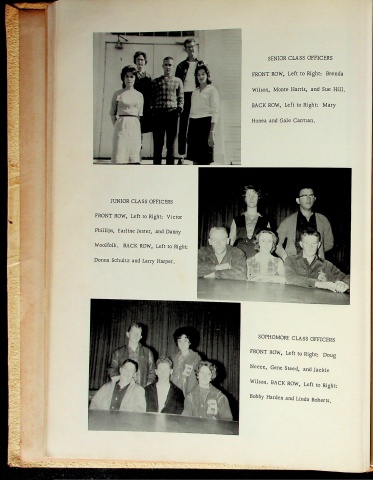 SENIOR CLASS OFFICERS
FRONT ROW, Left to Right: Brenda
Wilson, Monte Harris, and Sue Hill.
BACK ROW, Left to Right: Mary
Honea and Gale Carman.
JUNIOR CLASS OFFICERS
FRONT ROW, Left to Right: Victor
Phillips, Earline Jester, and Danny
Woolfolk. BACK ROW, Left to Right:
Donna Schultz and Larry Harper.
SOPHOMORE CLASS OFFICERS
FRONT ROW, Left to Right: Doug
Neece, Gene Steed, and Jackie
Wilson. BACK ROW, Left to Right:
Bobby Harden and Linda Roberts.